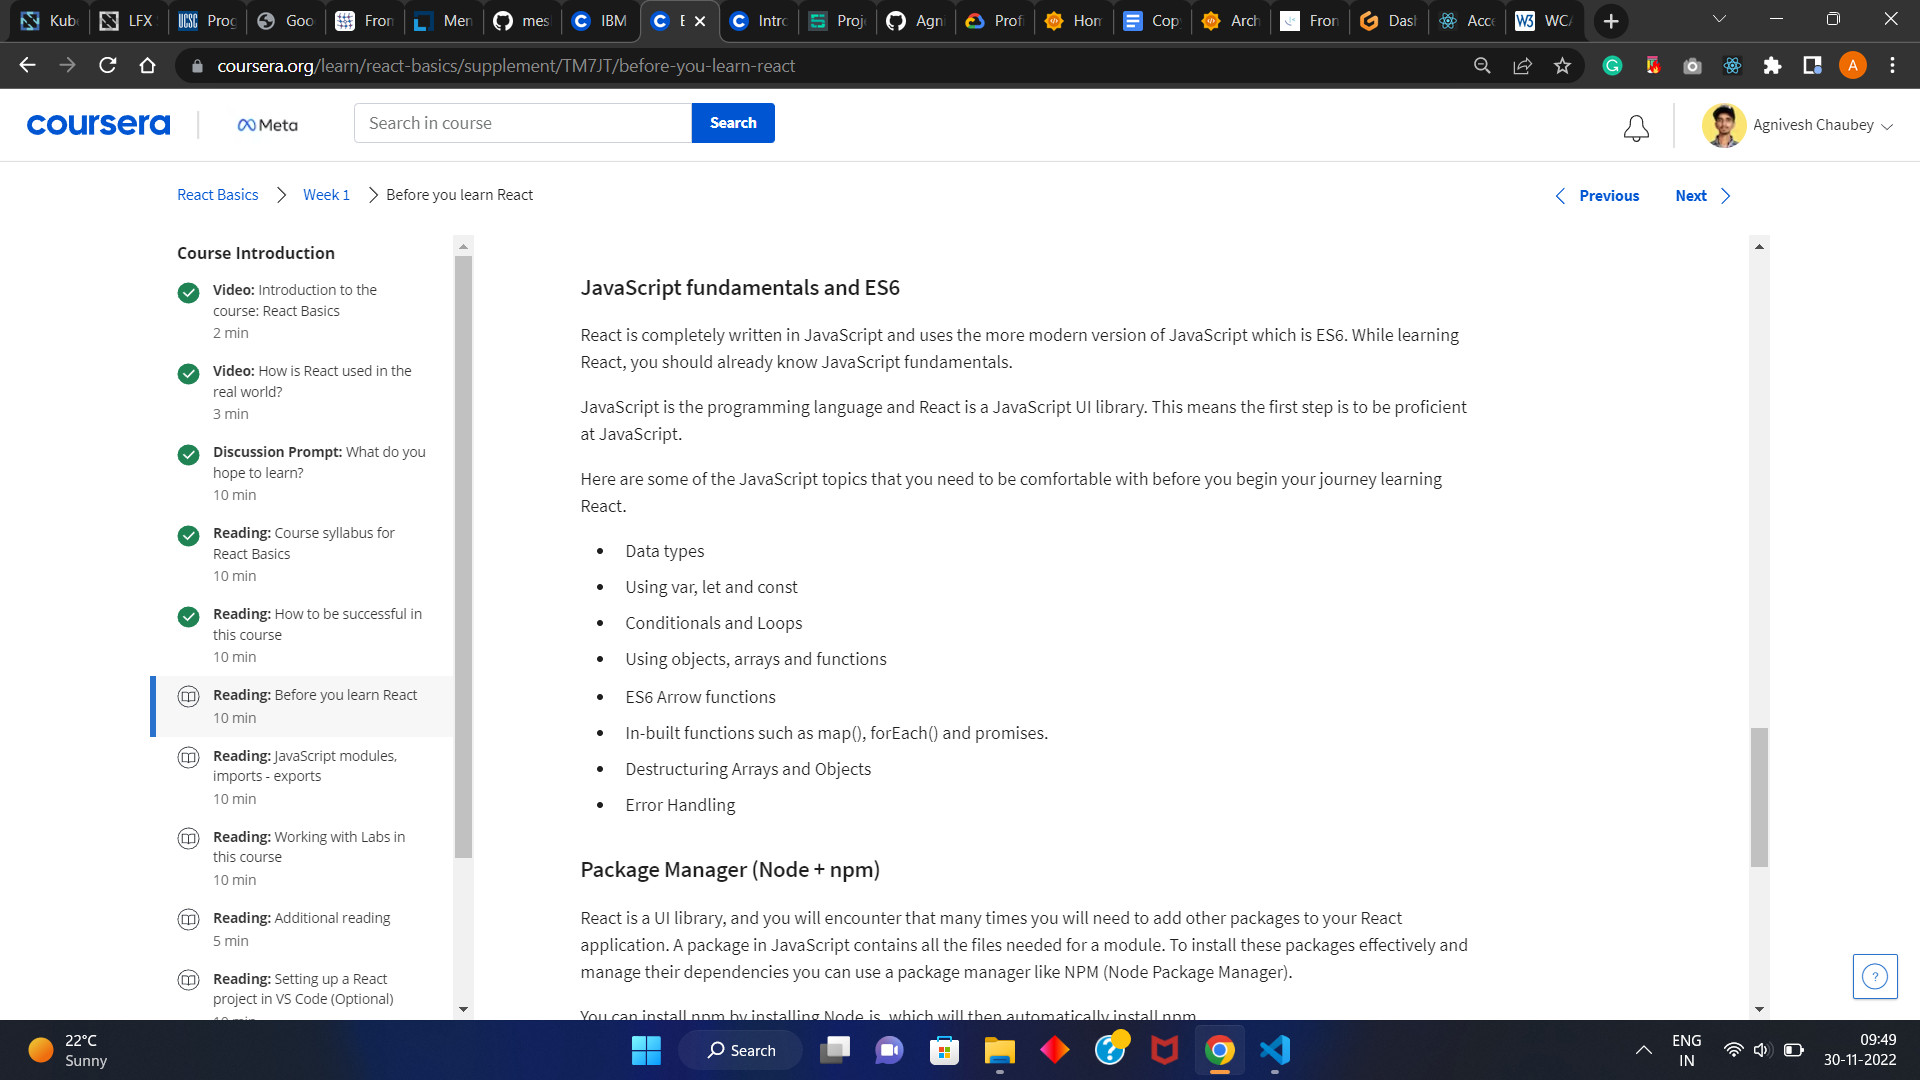 Kube
LFX
UCSC Prog
Goo
Fron
Men
mes
IBM
Intro
Proje
Agni
Profi
Hom
Cop
Arch
Fron
Dash
Acce
W3 WCA
coursera.org/learn/react-basics/supplement/TM7JT/before-you-learn-react
A
coursera
Meta
Search in course
Search
Agnivesh Chaubey
React Basics
Week 1
Before you learn React
Previous
Next
Course Introduction
Video: Introduction to the
course: React Basics
2 min
Video: How is React used in the
real world?
3 min
Discussion Prompt: What do you
hope to learn?
10 min
Reading: Course syllabus for
React Basics
10 min
Reading: How to be successful in
this course
10 min
Reading: Before you learn React
10 min
Reading: JavaScript modules,
imports - exports
10 min
Reading: Working with Labs in
this course
10 min
Reading: Additional reading
5 min
Reading: Setting up a React
project in VS Code (Optional)
10 min
JavaScript fundamentals and ES6
React is completely written in JavaScript and uses the more modern version of JavaScript which is ES6. While learning
React, you should already know JavaScript fundamentals.
JavaScript is the programming language and React is a JavaScript UI library. This means the first step is to be proficient
at JavaScript.
Here are some of the JavaScript topics that you need to be comfortable with before you begin your journey learning
React.
• Data types
• Using var, let and const
• Conditionals and Loops
• Using objects, arrays and functions
• ES6 Arrow functions
• In-built functions such as map(), forEach() and promises.
• Destructuring Arrays and Objects
• Error Handling
Package Manager (Node + npm)
React is a UI library, and you will encounter that many times you will need to add other packages to your React
application. A package in JavaScript contains all the files needed for a module. To install these packages effectively and
manage their dependencies you can use a package manager like NPM (Node Package Manager).
You can install npm by installing Node.js, which will then automatically install npm.
?
22°C
Sunny
Search
ENG
IN
09:49
30-11-2022